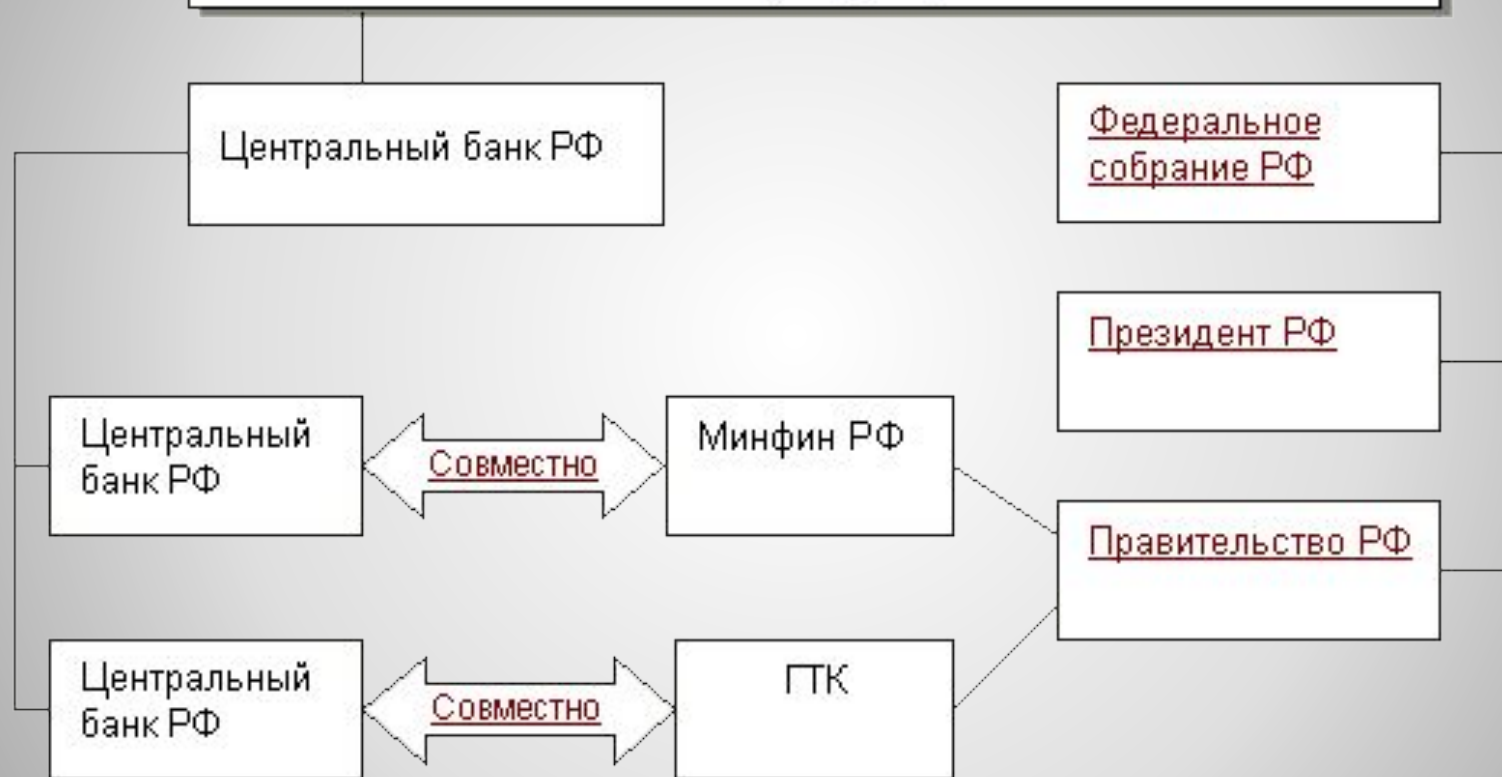 Центральный банк РФ
Федеральное
собрание РФ
Президент РФ
Центральный
банк РФ
Совместно
Минфин РФ
Правительство РФ
Центральный
банк РФ
Совместно
ГТК